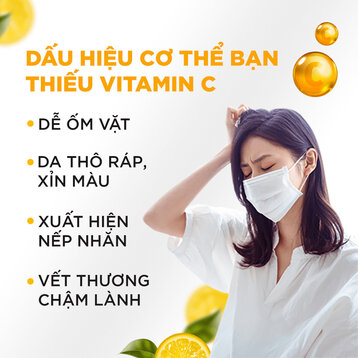 DẤU HIỆU CƠ THỂ BẠN
THIẾU VITAMIN C
• DỄ ỐM VẶT
• DA THÔ RÁP,
XỈN MÀU
• XUẤT HIỆN
NẾP NHĂN
• VẾT THƯƠNG
CHẬM LÀNH